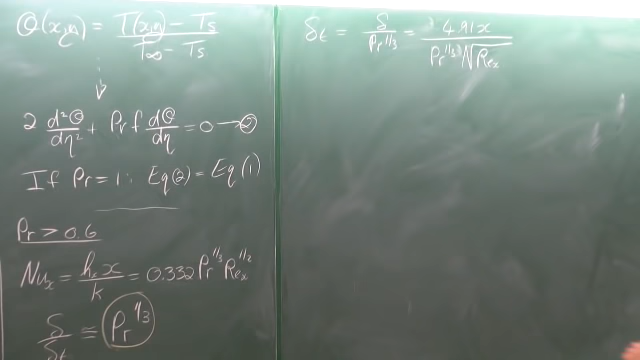 Θ(x,y) = T(x,y) - Ts / T∞ - Ts
2 d²Θ/dη² + Pr f dΘ/dη = 0 → ②
If Pr = 1: Eq(2) = Eq(1)
Pr > 0.6
Nuₓ = hₓ x / k = 0.332 Pr^1/3 Reₓ^1/2
δ/δt ≅ Pr^1/3
δt = δ / Pr^1/3 = 4.91x / Pr^1/3 √Reₓ